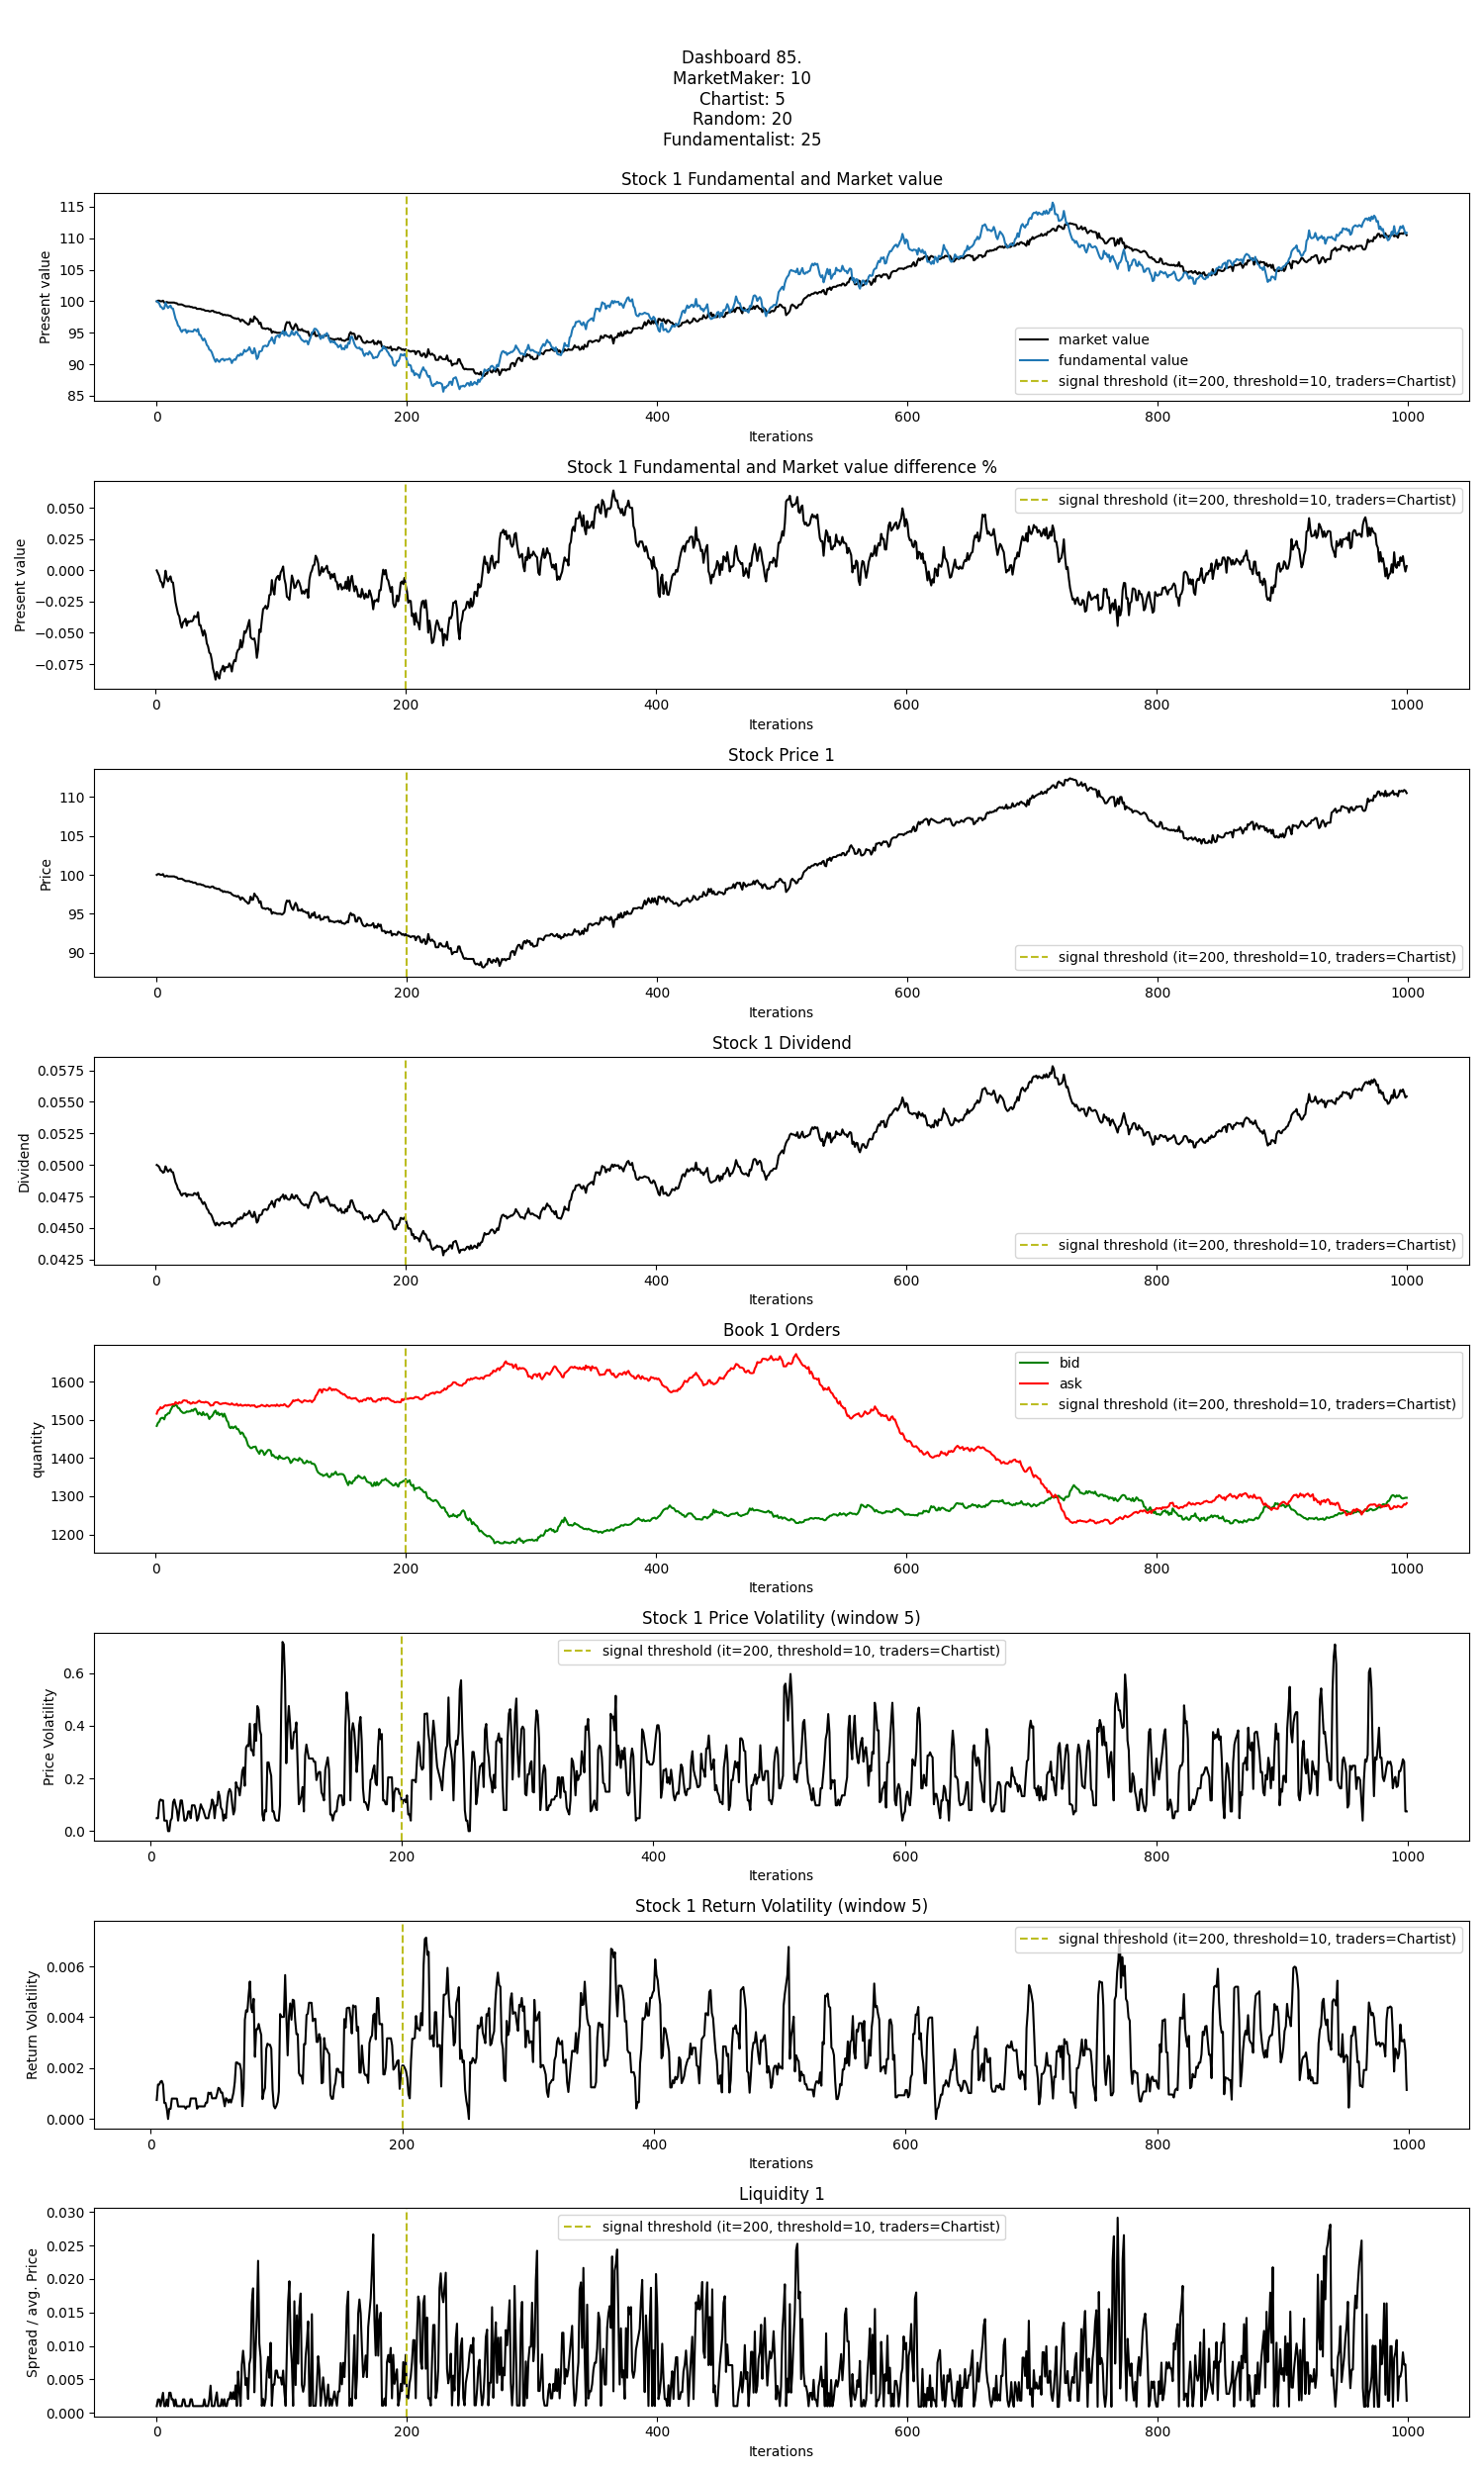 Dashboard 85.
MarketMaker: 10
Chartist: 5
Random: 20
Fundamentalist: 25
Stock 1 Fundamental and Market value
Present value
115
110
105
100
95
90
85
market value
fundamental value
signal threshold (it=200, threshold=10, traders=Chartist)
0 200 400 600 800 1000
Iterations
Stock 1 Fundamental and Market value difference %
Present value
0.050
0.025
0.000
−0.025
−0.050
−0.075
signal threshold (it=200, threshold=10, traders=Chartist)
0 200 400 600 800 1000
Iterations
Stock Price 1
Price
110
105
100
95
90
signal threshold (it=200, threshold=10, traders=Chartist)
0 200 400 600 800 1000
Iterations
Stock 1 Dividend
Dividend
0.0575
0.0550
0.0525
0.0500
0.0475
0.0450
0.0425
signal threshold (it=200, threshold=10, traders=Chartist)
0 200 400 600 800 1000
Iterations
Book 1 Orders
quantity
1600
1500
1400
1300
1200
bid
ask
signal threshold (it=200, threshold=10, traders=Chartist)
0 200 400 600 800 1000
Iterations
Stock 1 Price Volatility (window 5)
Price Volatility
0.6
0.4
0.2
0.0
signal threshold (it=200, threshold=10, traders=Chartist)
0 200 400 600 800 1000
Iterations
Stock 1 Return Volatility (window 5)
Return Volatility
0.006
0.004
0.002
0.000
signal threshold (it=200, threshold=10, traders=Chartist)
0 200 400 600 800 1000
Iterations
Liquidity 1
Spread / avg. Price
0.030
0.025
0.020
0.015
0.010
0.005
0.000
signal threshold (it=200, threshold=10, traders=Chartist)
0 200 400 600 800 1000
Iterations